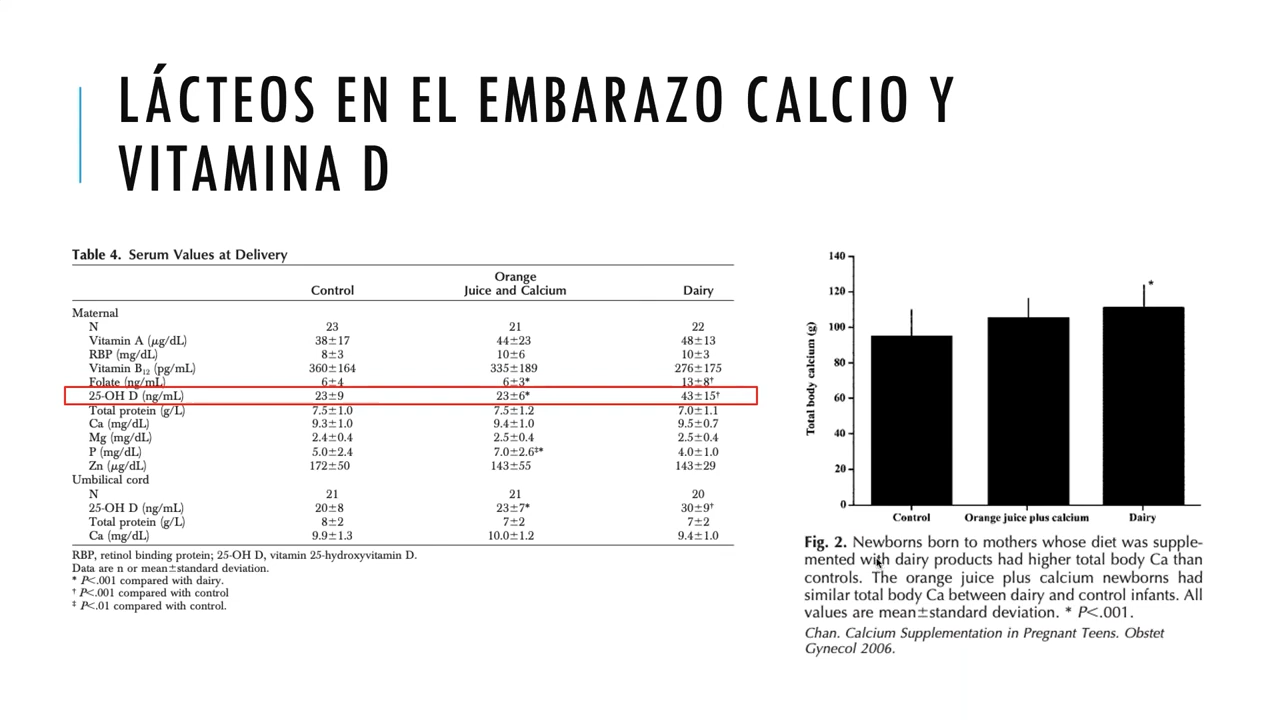 LÁCTEOS EN EL EMBARAZO CALCIO Y
VITAMINA D
Table 4. Serum Values at Delivery
Control Orange Juice and Calcium Dairy
Maternal
N 23 21 22
Vitamin A (μg/dL) 38±17 44±23 48±13
RBP (mg/dL) 8±3 10±6 10±3
Vitamin B12 (pg/mL) 360±164 335±189 276±175
Folate (ng/mL) 6±4 6±3* 13±8†
25-OH D (ng/mL) 23±9 23±6* 43±15†
Total protein (g/L) 7.5±1.0 7.5±1.2 7.0±1.1
Ca (mg/dL) 9.3±1.0 9.4±1.0 9.5±0.7
Mg (mg/dL) 2.4±0.4 2.5±0.4 2.5±0.4
P (mg/dL) 5.0±2.4 7.0±2.6‡* 4.0±1.0
Zn (μg/dL) 172±50 143±55 143±29
Umbilical cord
N 21 21 20
25-OH D (ng/mL) 20±8 23±7* 30±9†
Total protein (g/L) 8±2 7±2 7±2
Ca (mg/dL) 9.9±1.3 10.0±1.2 9.4±1.0
RBP, retinol binding protein; 25-OH D, vitamin 25-hydroxyvitamin D.
Data are n or mean±standard deviation.
* P<.001 compared with dairy.
† P<.001 compared with control
‡ P<.01 compared with control.
Total body calcium (g)
140
120
100
80
60
40
20
0
*
Control Orange juice plus calcium Dairy
Fig. 2. Newborns born to mothers whose diet was supple-
mented with dairy products had higher total body Ca than
controls. The orange juice plus calcium newborns had
similar total body Ca between dairy and control infants. All
values are mean±standard deviation. * P<.001.
Chan. Calcium Supplementation in Pregnant Teens. Obstet
Gynecol 2006.